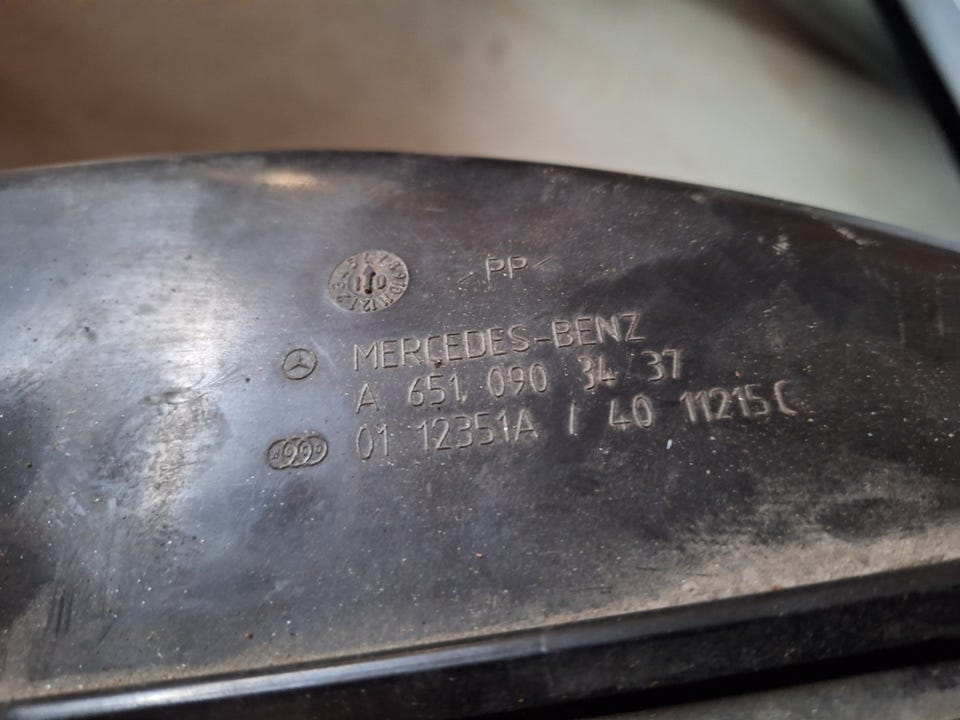 >PP<
MERCEDES-BENZ
A 651 090 34 37
01 12351A / 40 11215C